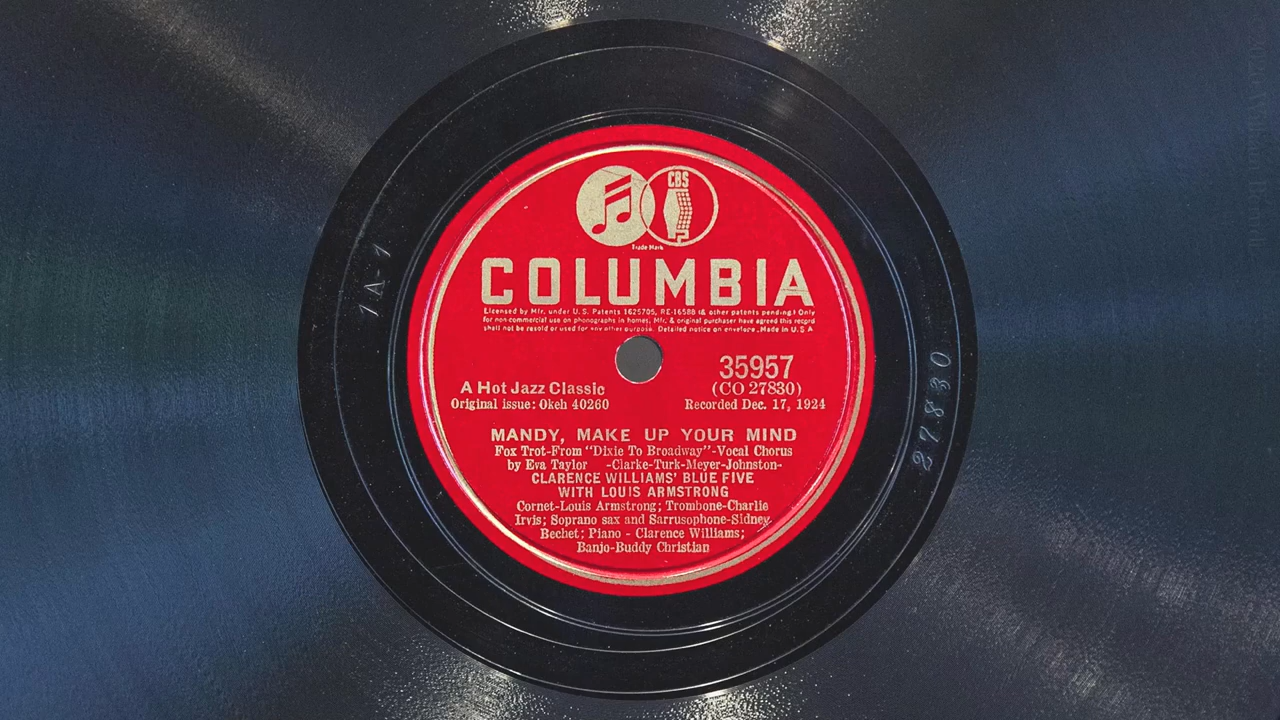 CBS
Trade Mark
COLUMBIA
Licensed by Mfr. under U.S. Patents 1625705, RE-16588 (& other patents pending) Only
for non-commercial use on phonographs in homes. Mfr. & original purchaser have agreed this record
shall not be resold or used for any other purpose. Detailed notice on envelope. Made in U.S.A
1A-1
35957
A Hot Jazz Classic
(CO 27830)
Original issue: Okeh 40260
Recorded Dec. 17, 1924
27830
MANDY, MAKE UP YOUR MIND
Fox Trot-From "Dixie To Broadway"-Vocal Chorus
by Eva Taylor -Clarke-Turk-Meyer-Johnston-
CLARENCE WILLIAMS' BLUE FIVE
WITH LOUIS ARMSTRONG
Cornet-Louis Armstrong; Trombone-Charlie
Irvis; Soprano sax and Sarrusophone-Sidney
Bechet; Piano - Clarence Williams;
Banjo-Buddy Christian